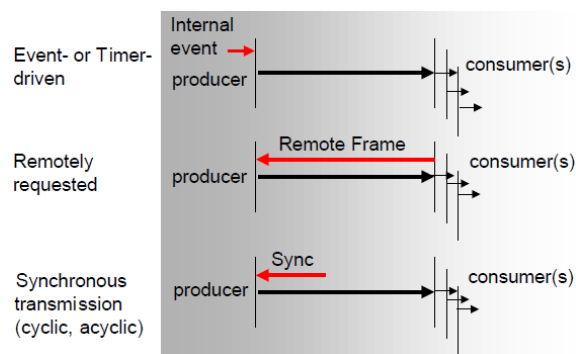 Internal
event
Event- or Timer-
driven
producer
consumer(s)
Remote Frame
Remotely
requested
producer
consumer(s)
Sync
Synchronous
transmission
(cyclic, acyclic)
producer
consumer(s)